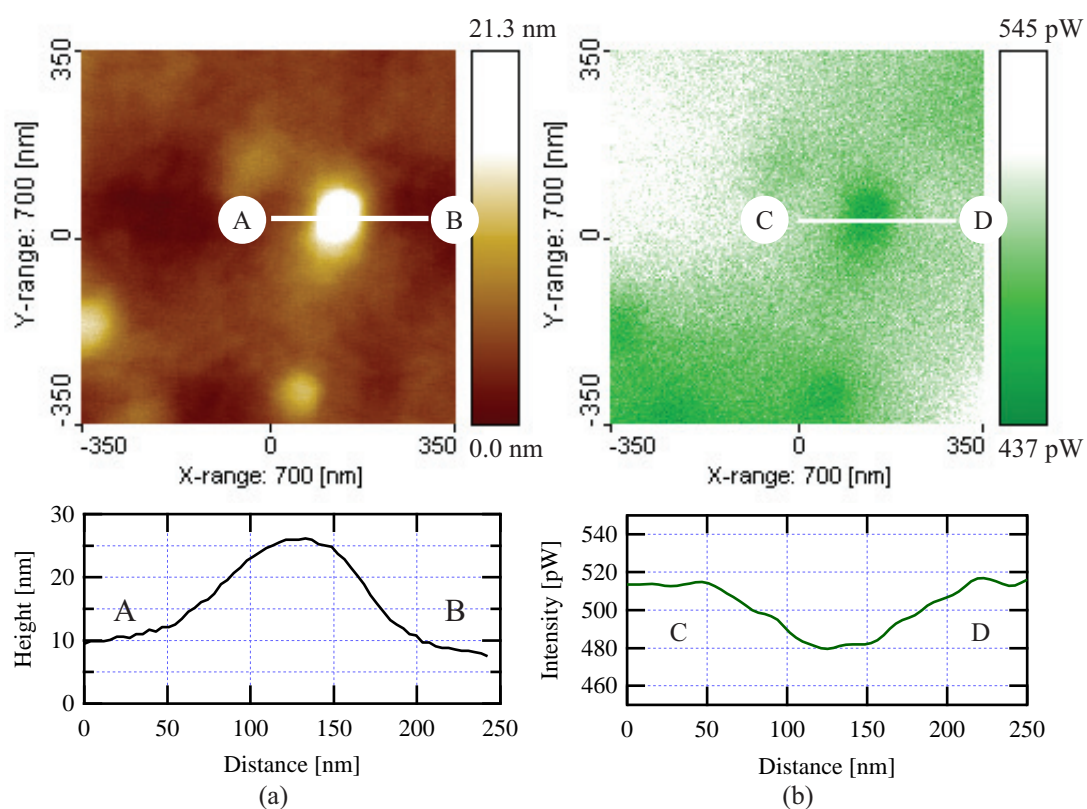 21.3 nm
350
0
-350
Y-range: 700 [nm]
A
B
0.0 nm
-350
0
350
X-range: 700 [nm]
545 pW
350
0
-350
Y-range: 700 [nm]
C
D
437 pW
-350
0
350
X-range: 700 [nm]
30
20
10
0
Height [nm]
A
B
0
50
100
150
200
250
Distance [nm]
(a)
540
520
500
480
460
Intensity [pW]
C
D
0
50
100
150
200
250
Distance [nm]
(b)